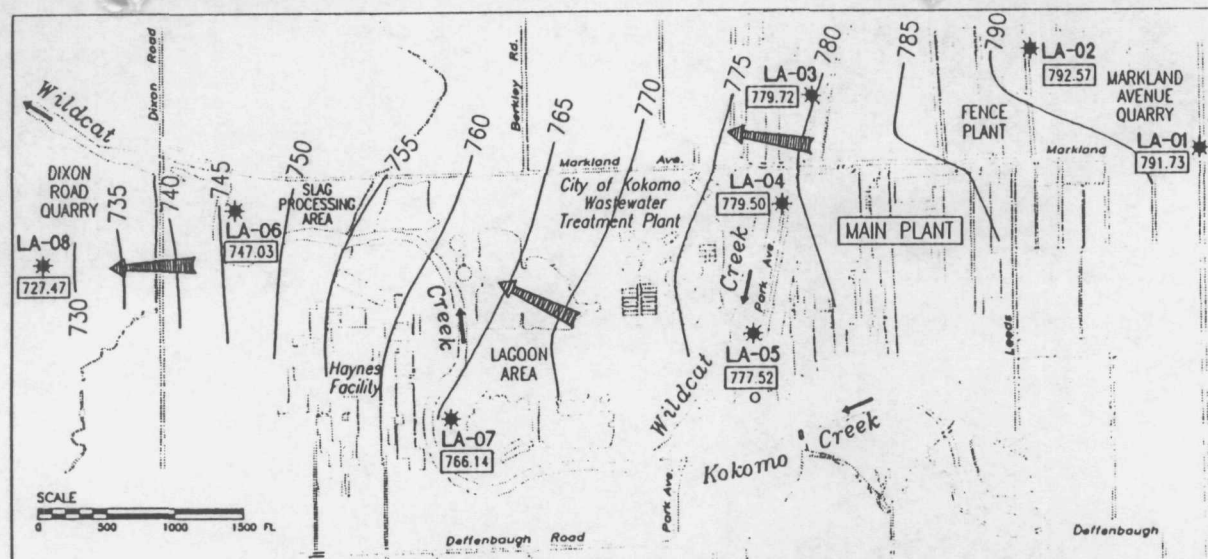 Wildcat
Dixon Road
Berkley Rd.
740
745
750
755
760
765
770
775
780
785
790
735
730
LA-03
779.72
LA-02
792.57
MARKLAND
AVENUE
QUARRY
FENCE
PLANT
LA-01
791.73
Markland
Markland Ave.
City of Kokomo
Wastewater
Treatment Plant
LA-04
779.50
DIXON
ROAD
QUARRY
SLAG
PROCESSING
AREA
LA-06
747.03
LA-08
727.47
MAIN PLANT
Creek
Park Ave
Creek
LAGOON
AREA
Haynes
Facility
LA-05
777.52
Leeds
Wildcat
LA-07
766.14
Kokomo Creek
Park Ave.
SCALE
0 500 1000 1500 Ft.
Deffenbaugh Road
Deffenbaugh